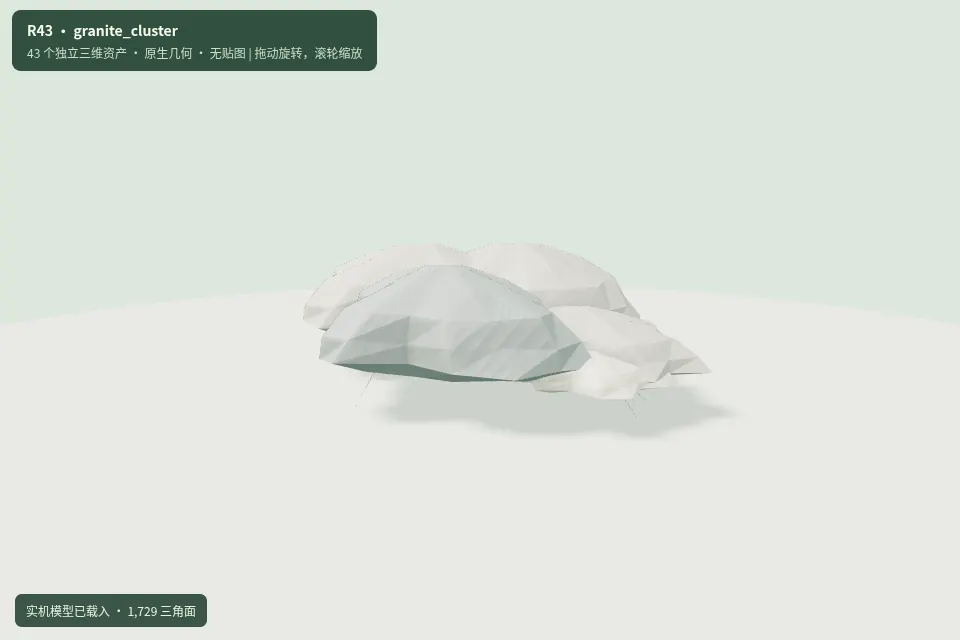 R43 · granite_cluster
43 个独立三维资产 · 原生几何 · 无贴图 | 拖动旋转，滚轮缩放
实机模型已载入 · 1,729 三角面